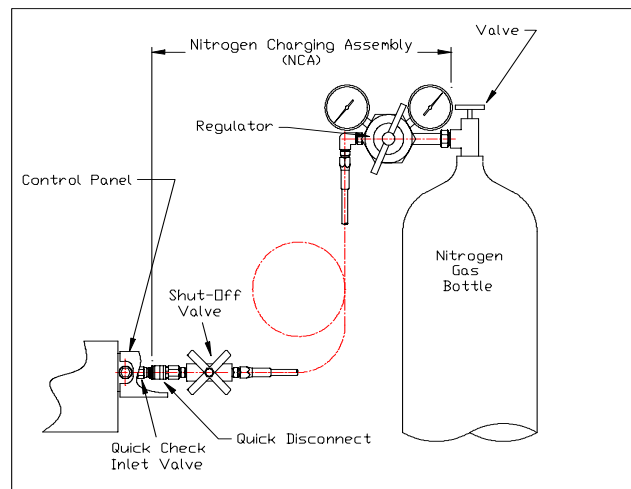 Nitrogen Charging Assembly
(NCA)
Valve
Regulator
Control Panel
Nitrogen
Gas
Bottle
Shut-Off
Valve
Quick Check
Inlet Valve
Quick Disconnect